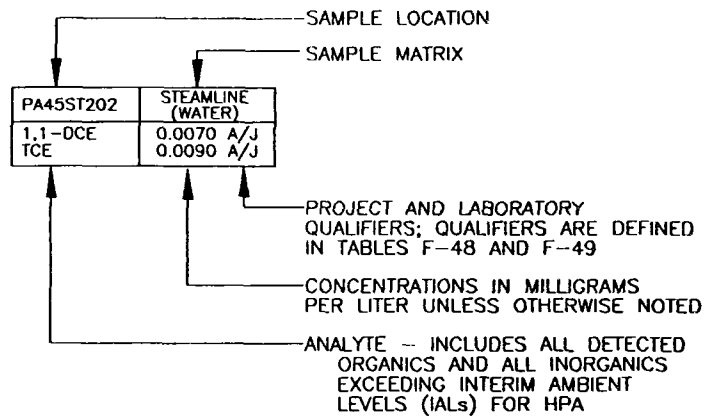 SAMPLE LOCATION
SAMPLE MATRIX
PA45ST202
STEAMLINE
(WATER)
1,1-DCE 0.0070 A/J
TCE 0.0090 A/J
PROJECT AND LABORATORY
QUALIFIERS; QUALIFIERS ARE DEFINED
IN TABLES F-48 AND F-49
CONCENTRATIONS IN MILLIGRAMS
PER LITER UNLESS OTHERWISE NOTED
ANALYTE - INCLUDES ALL DETECTED
ORGANICS AND ALL INORGANICS
EXCEEDING INTERIM AMBIENT
LEVELS (IALs) FOR HPA